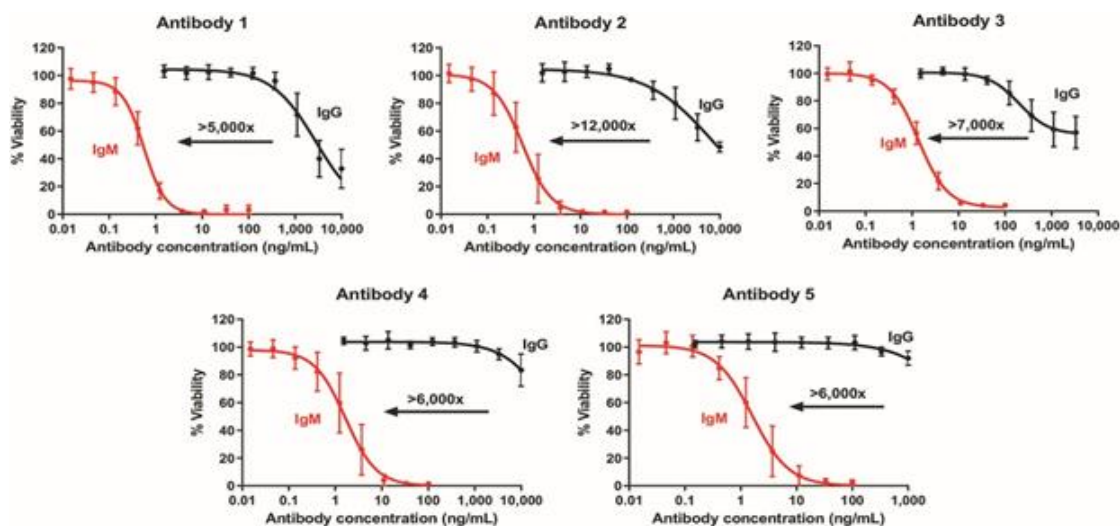 Antibody 1
120
100
80
60
40
20
0
% Viability
IgG
>5,000x
IgM
0.01 0.1 1 10 100 1,000 10,000
Antibody concentration (ng/mL)
Antibody 2
120
100
80
60
40
20
0
% Viability
IgG
>12,000x
IgM
0.01 0.1 1 10 100 1,000 10,000
Antibody concentration (ng/mL)
Antibody 3
120
100
80
60
40
20
0
% Viability
IgG
>7,000x
IgM
0.01 0.1 1 10 100 1,000 10,000
Antibody concentration (ng/mL)
Antibody 4
120
100
80
60
40
20
0
% Viability
IgG
>6,000x
IgM
0.01 0.1 1 10 100 1,000 10,000
Antibody concentration (ng/mL)
Antibody 5
120
100
80
60
40
20
0
% Viability
IgG
>6,000x
IgM
0.01 0.1 1 10 100 1,000
Antibody concentration (ng/mL)